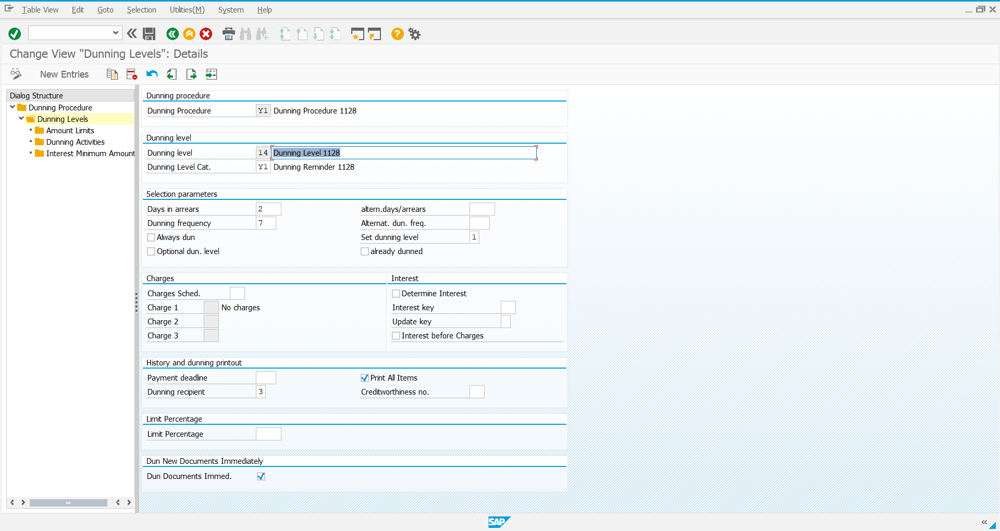 Table View Edit Goto Selection Utilities(M) System Help
Change View "Dunning Levels": Details
New Entries
Dialog Structure
Dunning Procedure
Dunning Levels
Amount Limits
Dunning Activities
Interest Minimum Amount
Dunning procedure
Dunning Procedure Y1 Dunning Procedure 1128
Dunning level
Dunning level 14 Dunning Level 1128
Dunning Level Cat. Y1 Dunning Reminder 1128
Selection parameters
Days in arrears 2 altern.days/arrears
Dunning frequency 7 Alternat. dun. freq.
Always dun Set dunning level 1
Optional dun. level already dunned
Charges Interest
Charges Sched. Determine Interest
Charge 1 No charges Interest key
Charge 2 Update key
Charge 3 Interest before Charges
History and dunning printout
Payment deadline Print All Items
Dunning recipient 3 Creditworthiness no.
Limit Percentage
Limit Percentage
Dun New Documents Immediately
Dun Documents Immed.
SAP